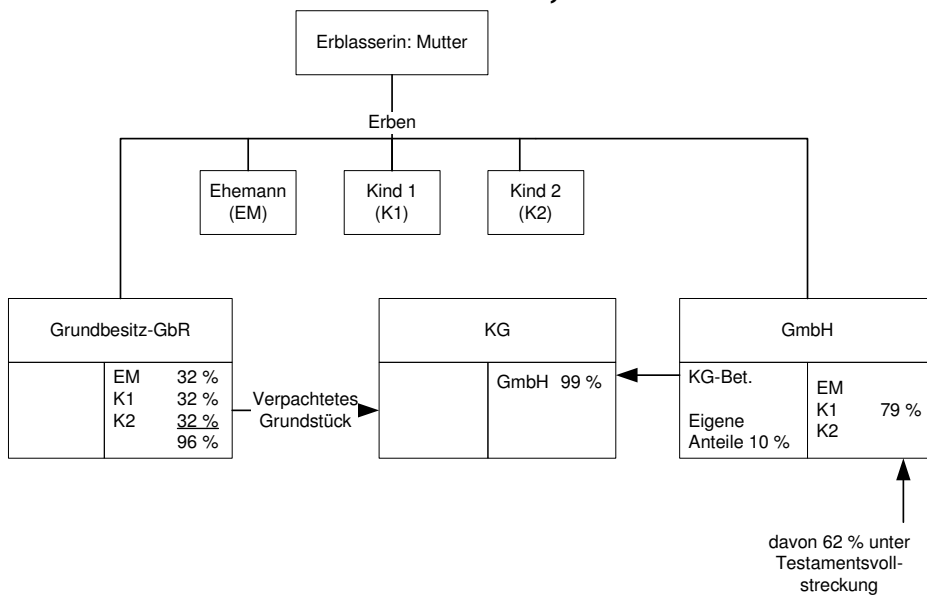 Erblasserin: Mutter
Erben
Ehemann
(EM)
Kind 1
(K1)
Kind 2
(K2)
Grundbesitz-GbR
EM 32 %
K1 32 %
K2 32 %
96 %
Verpachtetes
Grundstück
KG
GmbH 99 %
GmbH
KG-Bet.
Eigene
Anteile 10 %
EM
K1 79 %
K2
davon 62 % unter
Testamentsvoll-
streckung